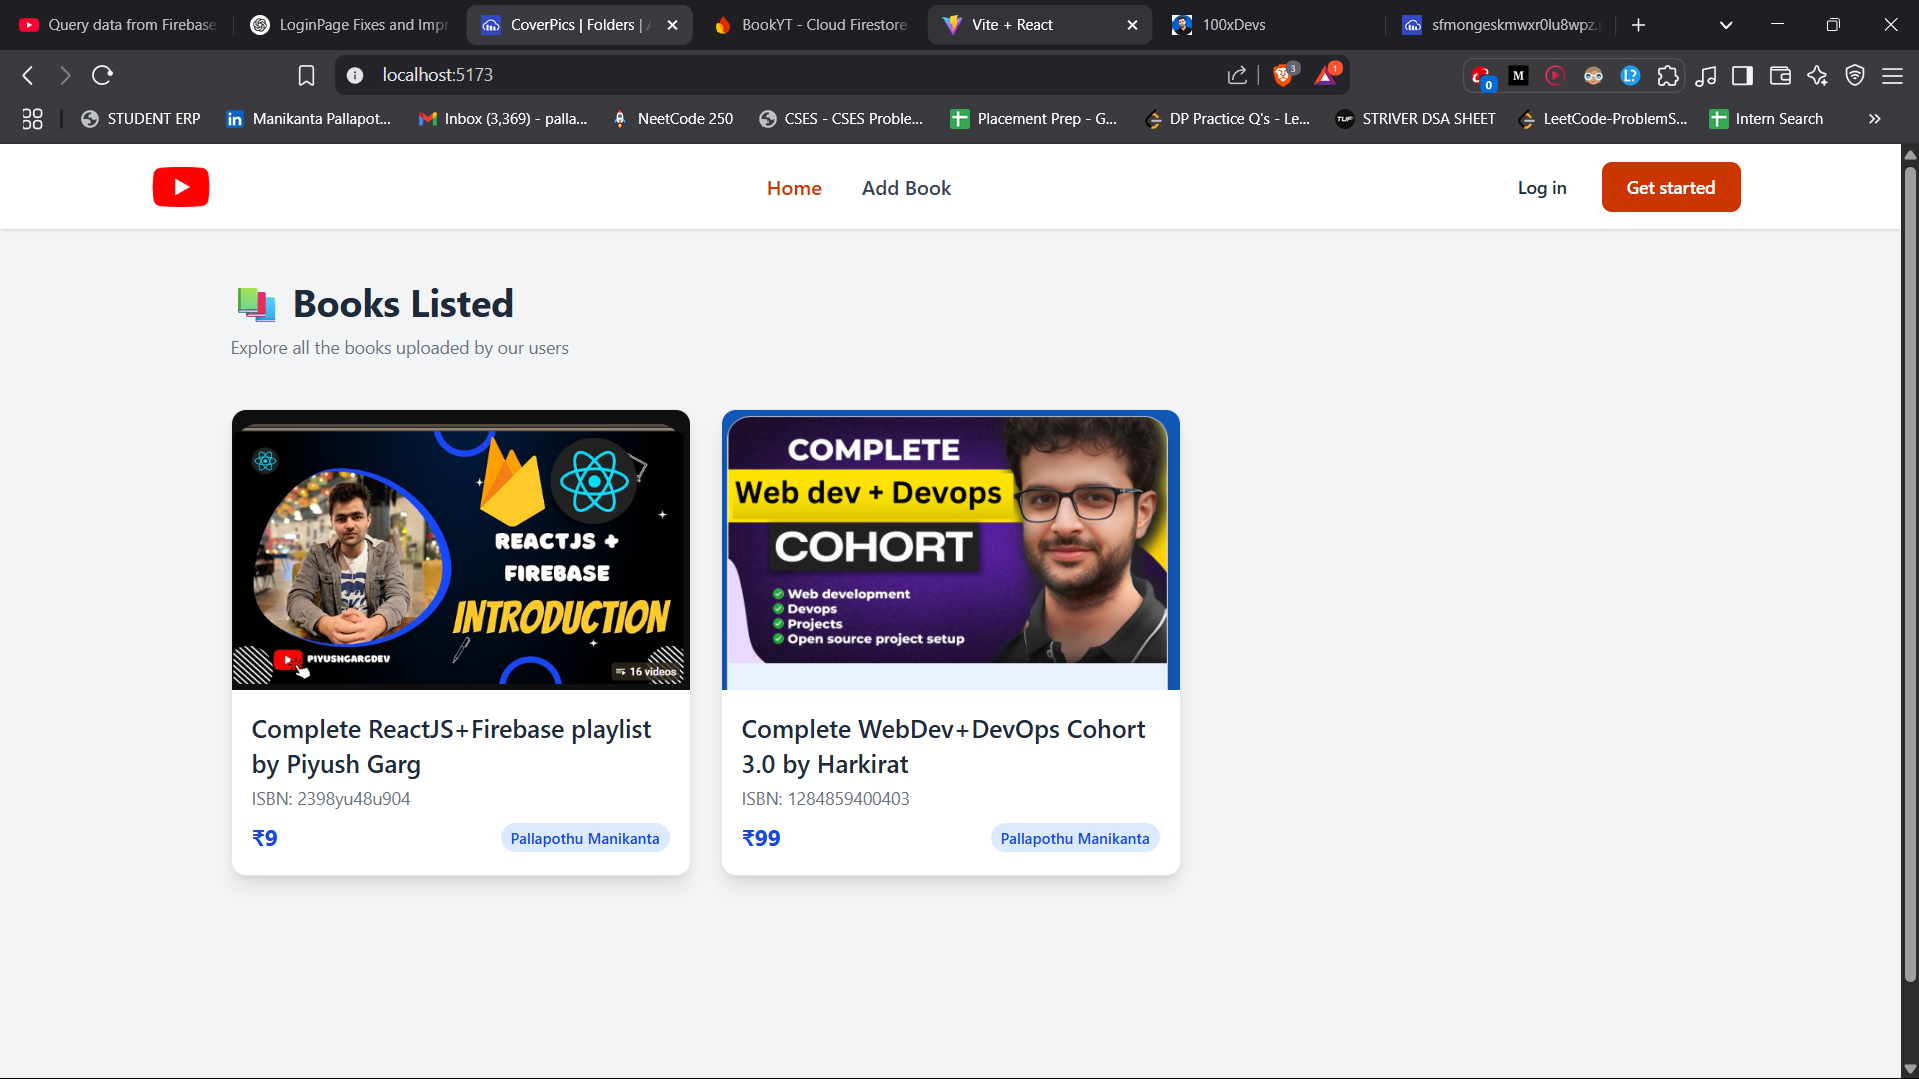 Query data from Firebase
LoginPage Fixes and Impr
CoverPics | Folders |
BookYT - Cloud Firestore
Vite + React
100xDevs
sfmongeskmwxr0lu8wpz.
localhost:5173
3
1
0
M
L?
STUDENT ERP
in
Manikanta Pallapot...
Inbox (3,369) - palla...
NeetCode 250
CSES - CSES Proble...
Placement Prep - G...
DP Practice Q's - Le...
TUF
STRIVER DSA SHEET
LeetCode-ProblemS...
Intern Search
Home
Add Book
Log in
Get started
Books Listed
Explore all the books uploaded by our users
REACTJS +
FIREBASE
INTRODUCTION
PIYUSHGARGDEV
16 videos
COMPLETE
Web dev + Devops
COHORT
Web development
Devops
Projects
Open source project setup
Complete ReactJS+Firebase playlist
by Piyush Garg
ISBN: 2398yu48u904
₹9
Pallapothu Manikanta
Complete WebDev+DevOps Cohort
3.0 by Harkirat
ISBN: 1284859400403
₹99
Pallapothu Manikanta